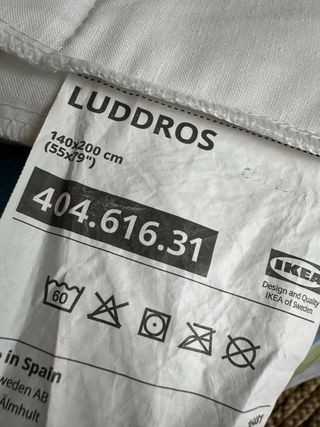 LUDDROS
140x200 cm
(55x79")
404.616.31
IKEA
Design and Quality
IKEA of Sweden
60
in Spain
weden AB
Älmhult